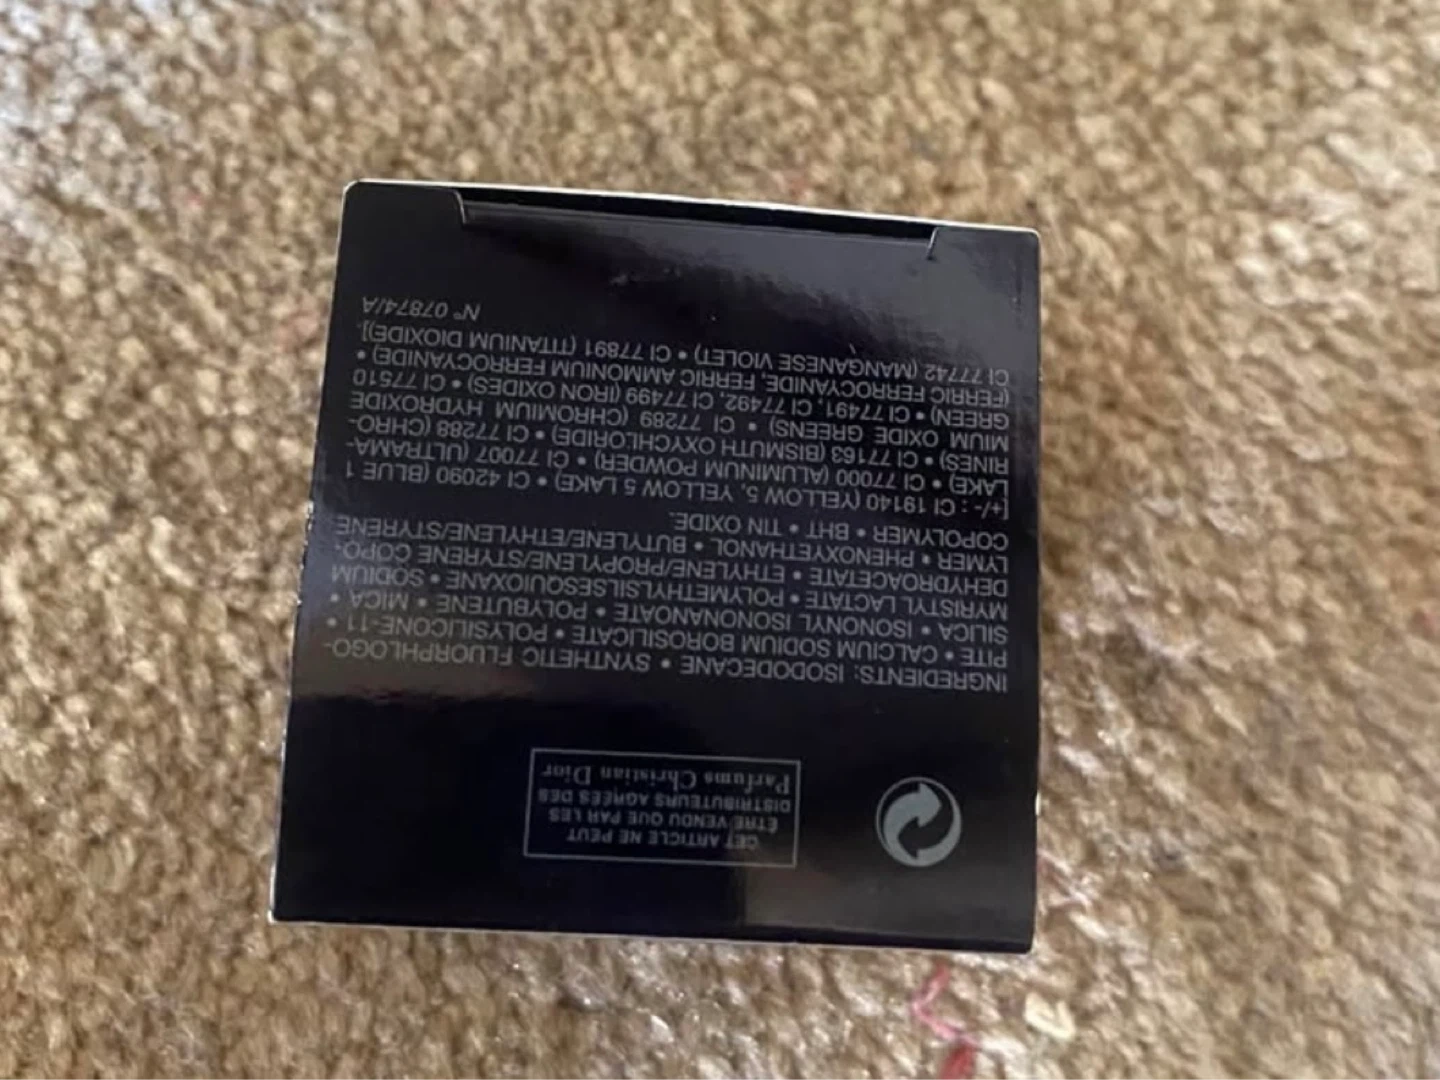 CET ARTICLE NE PEUT
ÊTRE VENDU QUE PAR LES
DISTRIBUTEURS AGRÉES DES
Parfums Christian Dior
INGREDIENTS: ISODODECANE • SYNTHETIC FLUORPHLOGO-
PITE • CALCIUM SODIUM BOROSILICATE • POLYSILICONE-11 •
SILICA • ISONONYL ISONONANOATE • POLYBUTENE • MICA •
MYRISTYL LACTATE • POLYMETHYLSILSESQUIOXANE • SODIUM
DEHYDROACETATE • ETHYLENE/PROPYLENE/STYRENE COPO-
LYMER • PHENOXYETHANOL • BUTYLENE/ETHYLENE/STYRENE
COPOLYMER • BHT • TIN OXIDE.
[+/- : CI 19140 (YELLOW 5, YELLOW 5 LAKE) • CI 42090 (BLUE 1
LAKE) • CI 77000 (ALUMINUM POWDER) • CI 77007 (ULTRAMA-
RINES) • CI 77163 (BISMUTH OXYCHLORIDE) • CI 77288 (CHRO-
MIUM OXIDE GREENS) • CI 77289 (CHROMIUM HYDROXIDE
GREEN) • CI 77491, CI 77492, CI 77499 (IRON OXIDES) • CI 77510
(FERRIC FERROCYANIDE, FERRIC AMMONIUM FERROCYANIDE) •
CI 77742 (MANGANESE VIOLET) • CI 77891 (TITANIUM DIOXIDE)].
N° 07874/A